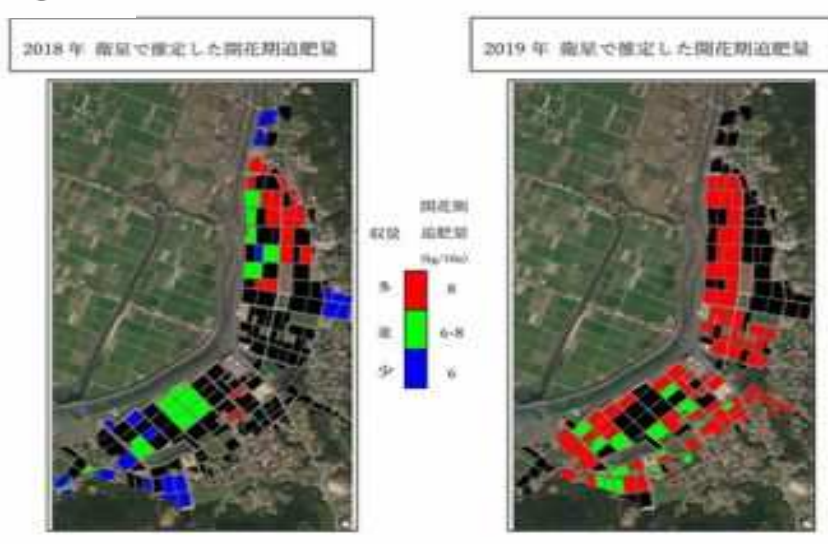 2018 年 衛星で推定した開花期追肥量
2019 年 衛星で推定した開花期追肥量
開花期
収量 追肥量
(kg/10a)
多 8
並 6-8
少 6